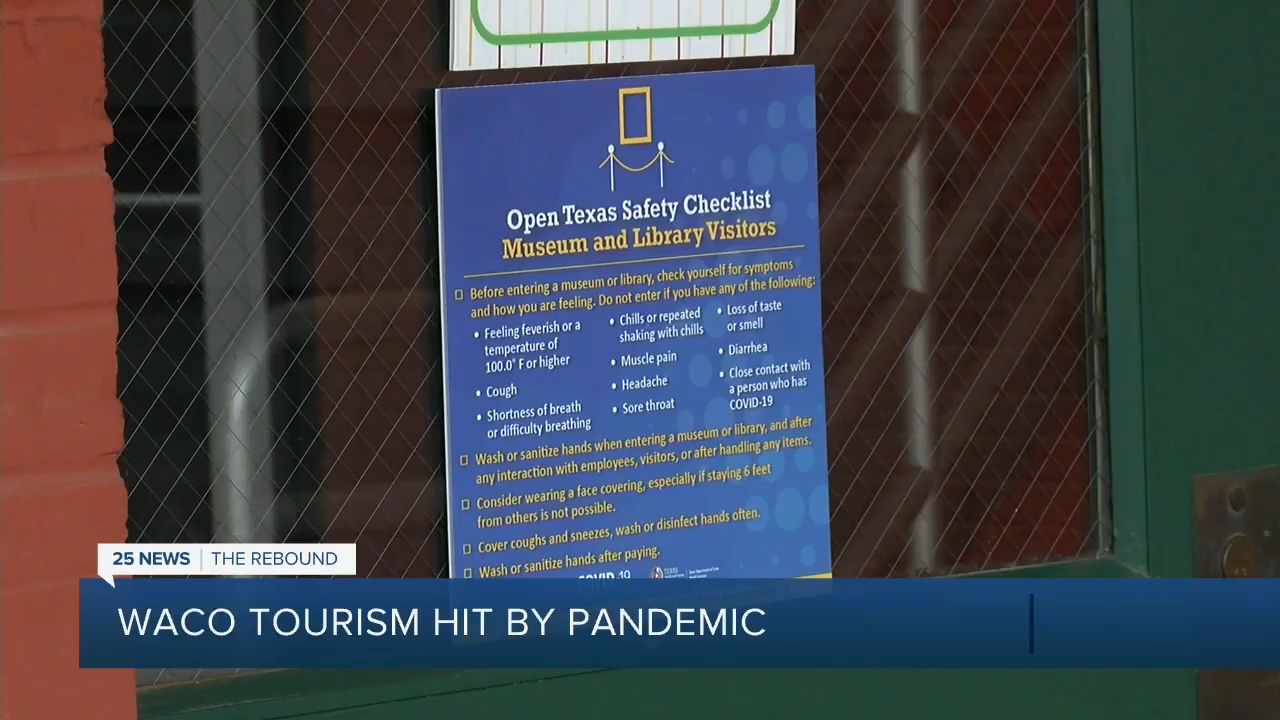 Open Texas Safety Checklist
Museum and Library Visitors
Before entering a museum or library, check yourself for symptoms
and how you are feeling. Do not enter if you have any of the following:
• Feeling feverish or a
temperature of
100.0° F or higher
• Cough
• Shortness of breath
or difficulty breathing
• Chills or repeated
shaking with chills
• Muscle pain
• Headache
• Sore throat
• Loss of taste
or smell
• Diarrhea
• Close contact with
a person who has
COVID-19
Wash or sanitize hands when entering a museum or library, and after
any interaction with employees, visitors, or after handling any items.
Consider wearing a face covering, especially if staying 6 feet
from others is not possible.
Cover coughs and sneezes, wash or disinfect hands often.
Wash or sanitize hands after paying.
COVID-19
TEXAS
25 NEWS | THE REBOUND
WACO TOURISM HIT BY PANDEMIC